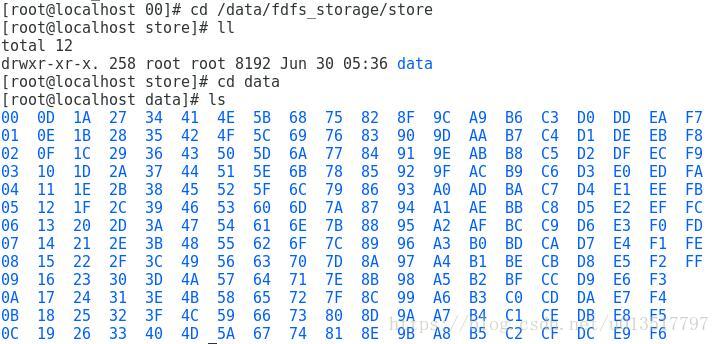 [root@localhost 00]# cd /data/fdfs_storage/store
[root@localhost store]# ll
total 12
drwxr-xr-x. 258 root root 8192 Jun 30 05:36 data
[root@localhost store]# cd data
[root@localhost data]# ls
00 0D 1A 27 34 41 4E 5B 68 75 82 8F 9C A9 B6 C3 D0 DD EA F7
01 0E 1B 28 35 42 4F 5C 69 76 83 90 9D AA B7 C4 D1 DE EB F8
02 0F 1C 29 36 43 50 5D 6A 77 84 91 9E AB B8 C5 D2 DF EC F9
03 10 1D 2A 37 44 51 5E 6B 78 85 92 9F AC B9 C6 D3 E0 ED FA
04 11 1E 2B 38 45 52 5F 6C 79 86 93 A0 AD BA C7 D4 E1 EE FB
05 12 1F 2C 39 46 53 60 6D 7A 87 94 A1 AE BB C8 D5 E2 EF FC
06 13 20 2D 3A 47 54 61 6E 7B 88 95 A2 AF BC C9 D6 E3 F0 FD
07 14 21 2E 3B 48 55 62 6F 7C 89 96 A3 B0 BD CA D7 E4 F1 FE
08 15 22 2F 3C 49 56 63 70 7D 8A 97 A4 B1 BE CB D8 E5 F2 FF
09 16 23 30 3D 4A 57 64 71 7E 8B 98 A5 B2 BF CC D9 E6 F3
0A 17 24 31 3E 4B 58 65 72 7F 8C 99 A6 B3 C0 CD DA E7 F4
0B 18 25 32 3F 4C 59 66 73 80 8D 9A A7 B4 C1 CE DB E8 F5
0C 19 26 33 40 4D 5A 67 74 81 8E 9B A8 B5 C2 CF DC E9 F6
https://blog.csdn.net/u013517797